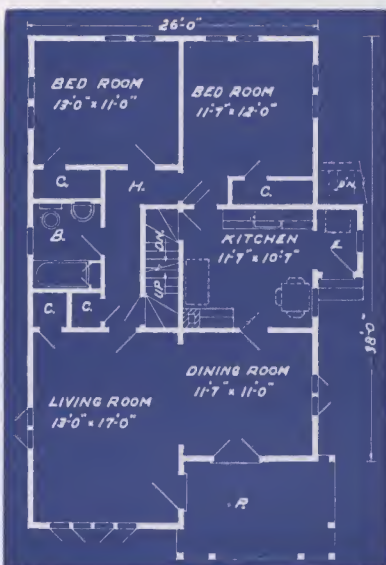 26'-0"
BED ROOM
13'-0" x 11'-0"
BED ROOM
11'-7" x 12'-0"
C.
H.
C.
DN.
B.
KITCHEN
11'-7" x 10'-7"
E.
UP
DN.
C.
C.
38'-0"
DINING ROOM
11'-7" x 11'-0"
LIVING ROOM
13'-0" x 17'-0"
P.